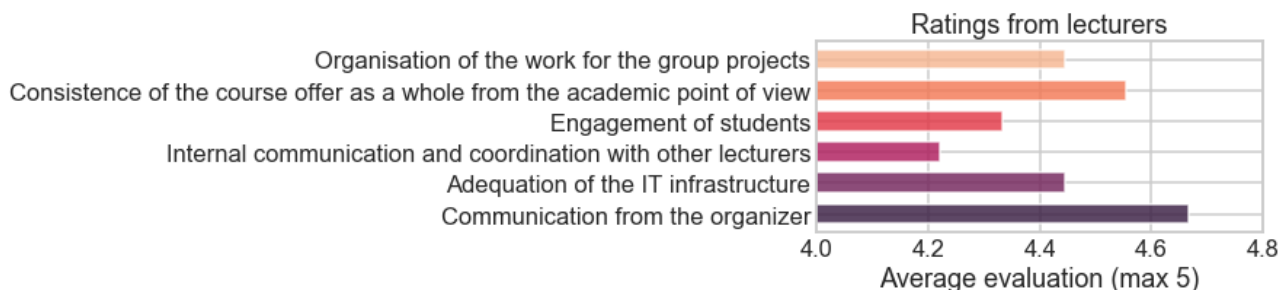 Ratings from lecturers
Organisation of the work for the group projects
Consistence of the course offer as a whole from the academic point of view
Engagement of students
Internal communication and coordination with other lecturers
Adequation of the IT infrastructure
Communication from the organizer
4.0 4.2 4.4 4.6 4.8
Average evaluation (max 5)